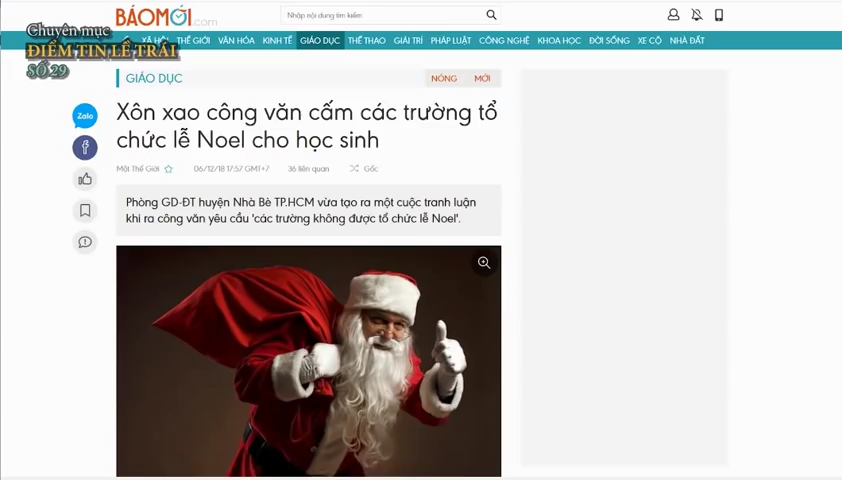 BÁOMỚI.com
Nhập nội dung tìm kiếm
Chuyên mục
ĐIỂM TIN LỀ TRÁI
SỐ 29
XÃ HỘI THẾ GIỚI VĂN HÓA KINH TẾ GIÁO DỤC THỂ THAO GIẢI TRÍ PHÁP LUẬT CÔNG NGHỆ KHOA HỌC ĐỜI SỐNG XE CỘ NHÀ ĐẤT
GIÁO DỤC
NÓNG MỚI
Zalo
Xôn xao công văn cấm các trường tổ
chức lễ Noel cho học sinh
Một Thế Giới 06/12/18 17:57 GMT+7 36 liên quan Gốc
Phòng GD-ĐT huyện Nhà Bè TP.HCM vừa tạo ra một cuộc tranh luận
khi ra công văn yêu cầu 'các trường không được tổ chức lễ Noel'.